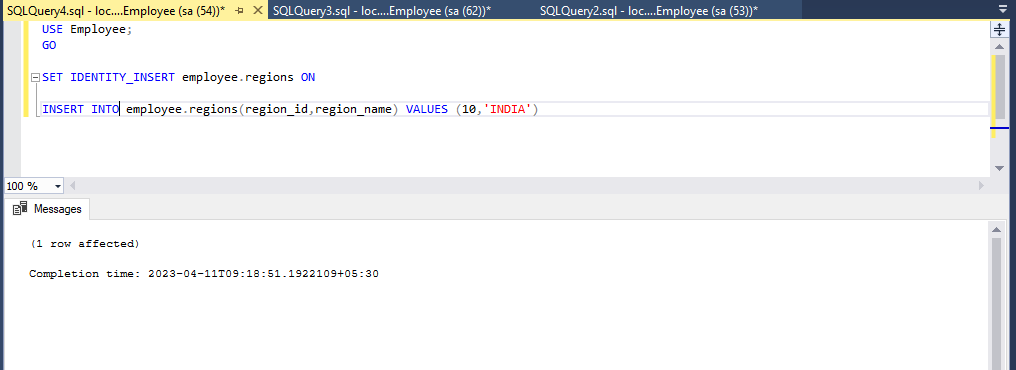 SQLQuery4.sql - loc....Employee (sa (54))* SQLQuery3.sql - loc....Employee (sa (62))* SQLQuery2.sql - loc....Employee (sa (53))*
USE Employee;
GO
SET IDENTITY_INSERT employee.regions ON
INSERT INTO employee.regions(region_id,region_name) VALUES (10,'INDIA')
100 %
Messages
(1 row affected)
Completion time: 2023-04-11T09:18:51.1922109+05:30